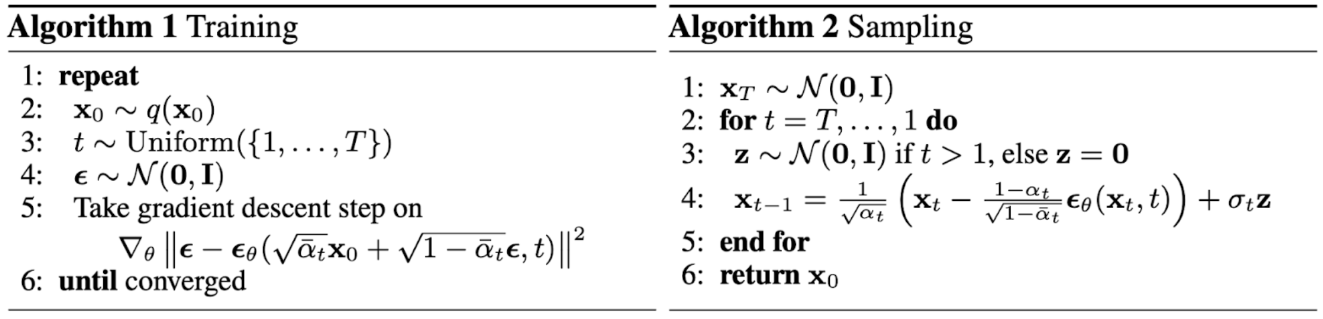 Algorithm 1 Training
1: repeat
2: x₀ ∼ q(x₀)
3: t ∼ Uniform({1, . . . , T})
4: ϵ ∼ 𝒩(0, I)
5: Take gradient descent step on
∇_θ ‖ϵ − ϵ_θ(√ᾱ_t x₀ + √(1 − ᾱ_t) ϵ, t)‖²
6: until converged
Algorithm 2 Sampling
1: x_T ∼ 𝒩(0, I)
2: for t = T, . . . , 1 do
3: z ∼ 𝒩(0, I) if t > 1, else z = 0
4: x_{t−1} = 1/√α_t (x_t − (1−α_t)/√(1−ᾱ_t) ϵ_θ(x_t, t)) + σ_t z
5: end for
6: return x₀